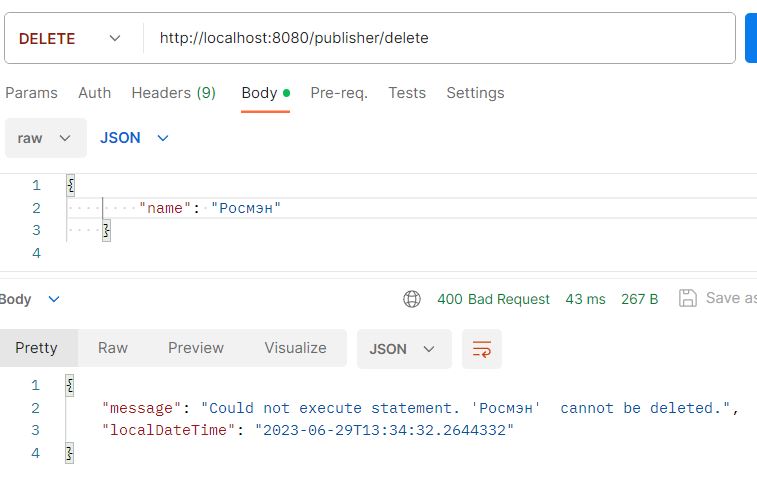 DELETE http://localhost:8080/publisher/delete
Params Auth Headers (9) Body Pre-req. Tests Settings
raw JSON
1 {
2 "name": "Росмэн"
3 }
4
Body 400 Bad Request 43 ms 267 B Save as
Pretty Raw Preview Visualize JSON
1 {
2 "message": "Could not execute statement. 'Росмэн'  cannot be deleted.",
3 "localDateTime": "2023-06-29T13:34:32.2644332"
4 }